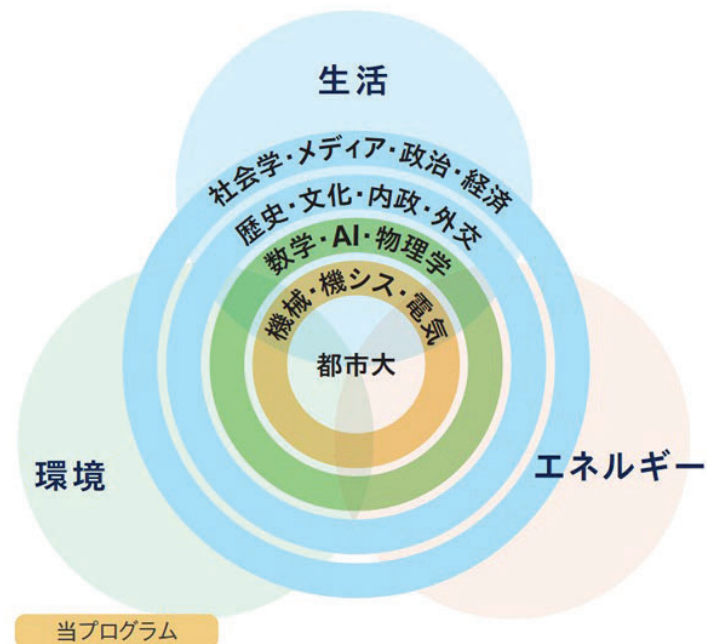 生活
社会学・メディア・政治・経済
歴史・文化・内政・外交
数学・AI・物理学
機械・機シス・電気
都市大
環境
エネルギー
当プログラム